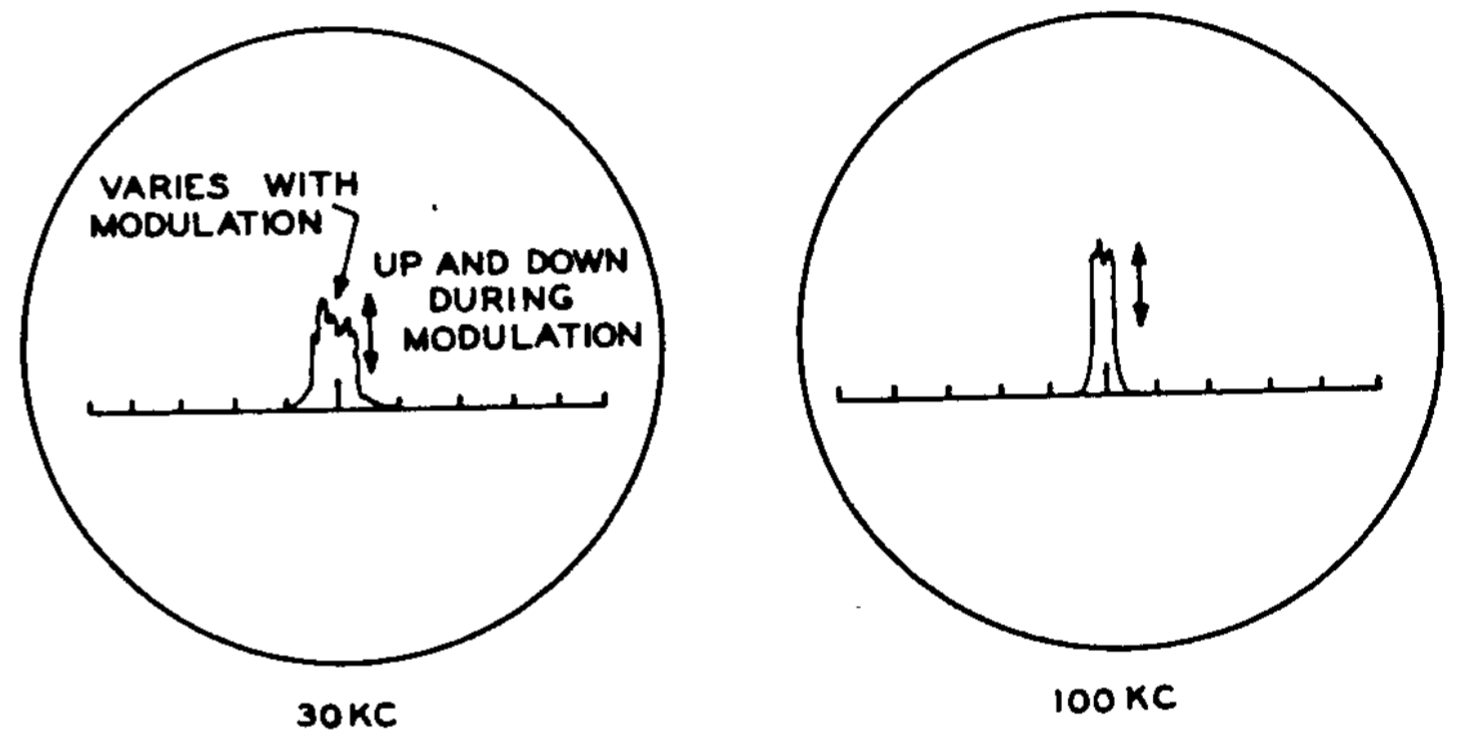 VARIES WITH
MODULATION
UP AND DOWN
DURING
MODULATION
30 KC
100 KC